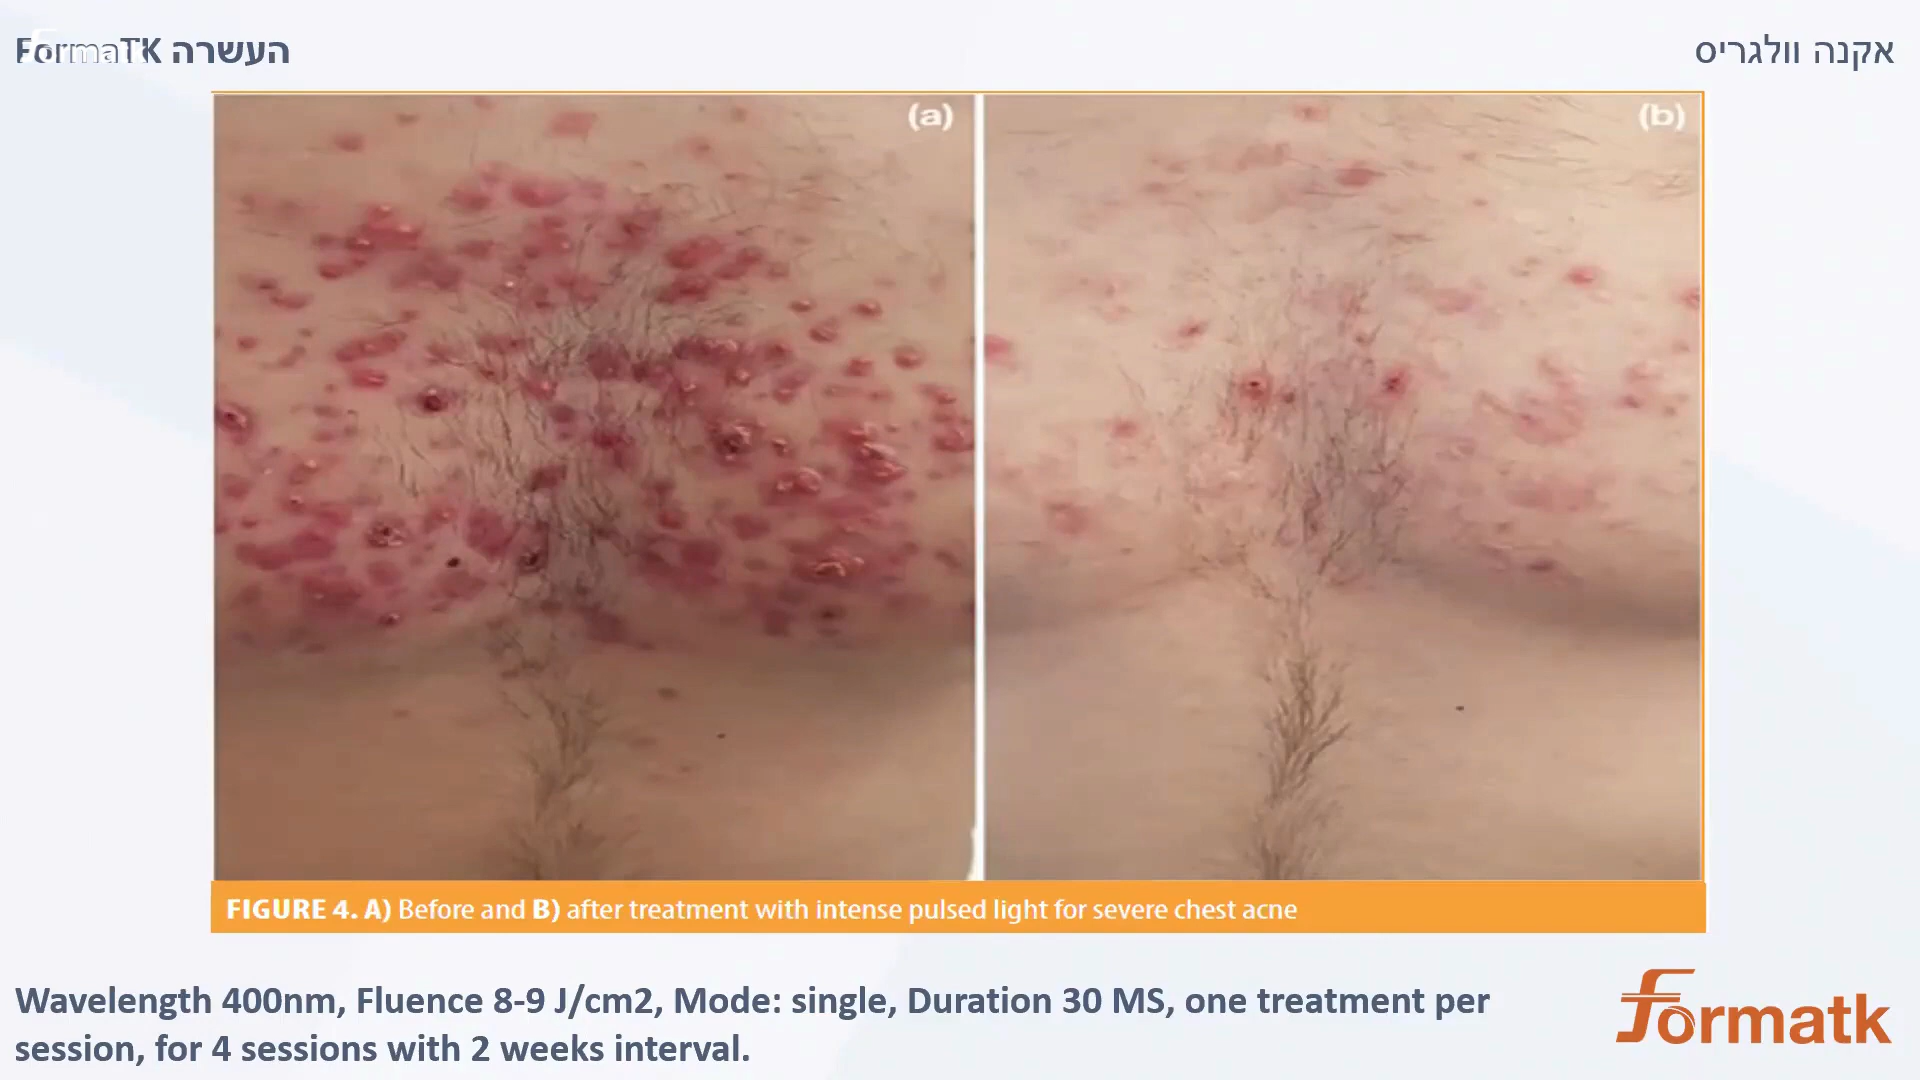 FormaTK העשרה
אקנה וולגריס
(a)
(b)
FIGURE 4. A) Before and B) after treatment with intense pulsed light for severe chest acne
Wavelength 400nm, Fluence 8-9 J/cm2, Mode: single, Duration 30 MS, one treatment per
session, for 4 sessions with 2 weeks interval.
formatk